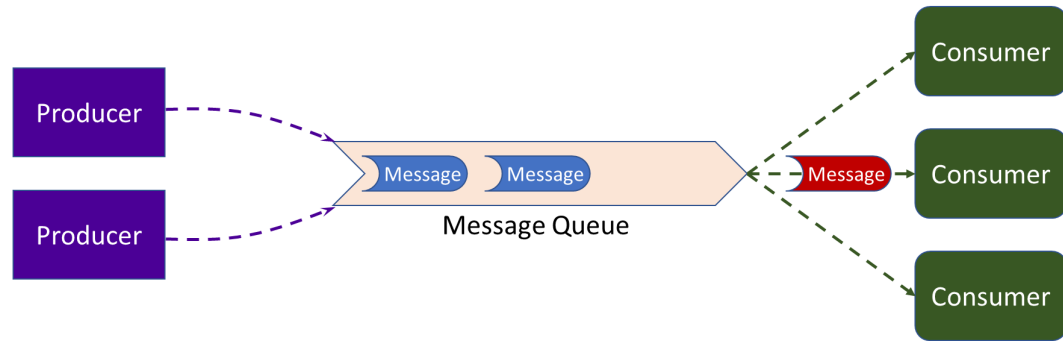 Producer
Producer
Message
Message
Message Queue
Message
Consumer
Consumer
Consumer